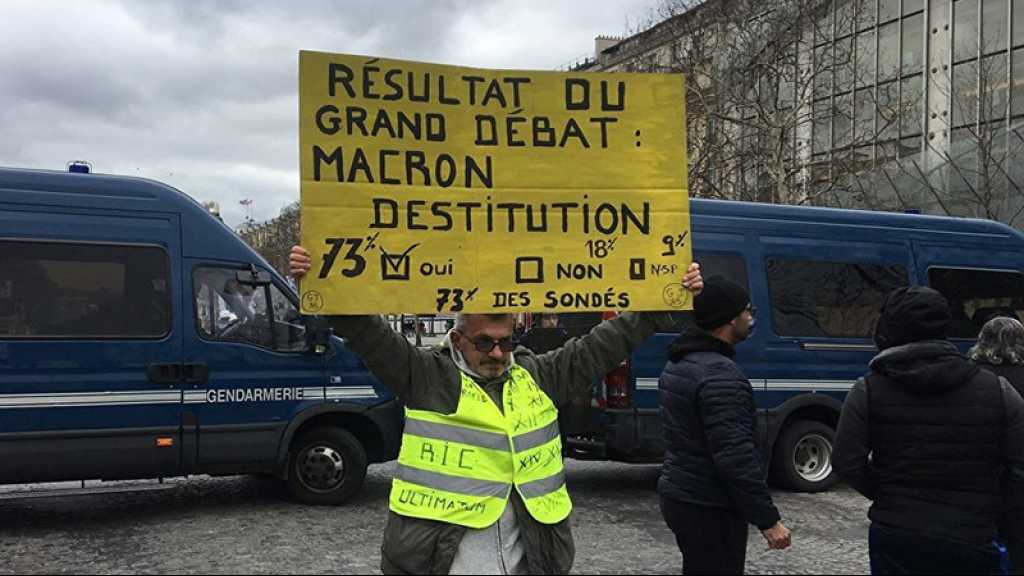 RÉSULTAT DU
GRAND DÉBAT :
MACRON
DESTITUTION
73% OUI NON 18% NSP 9%
73% DES SONDÉS
GENDARMERIE
RIC
ULTIMATUM